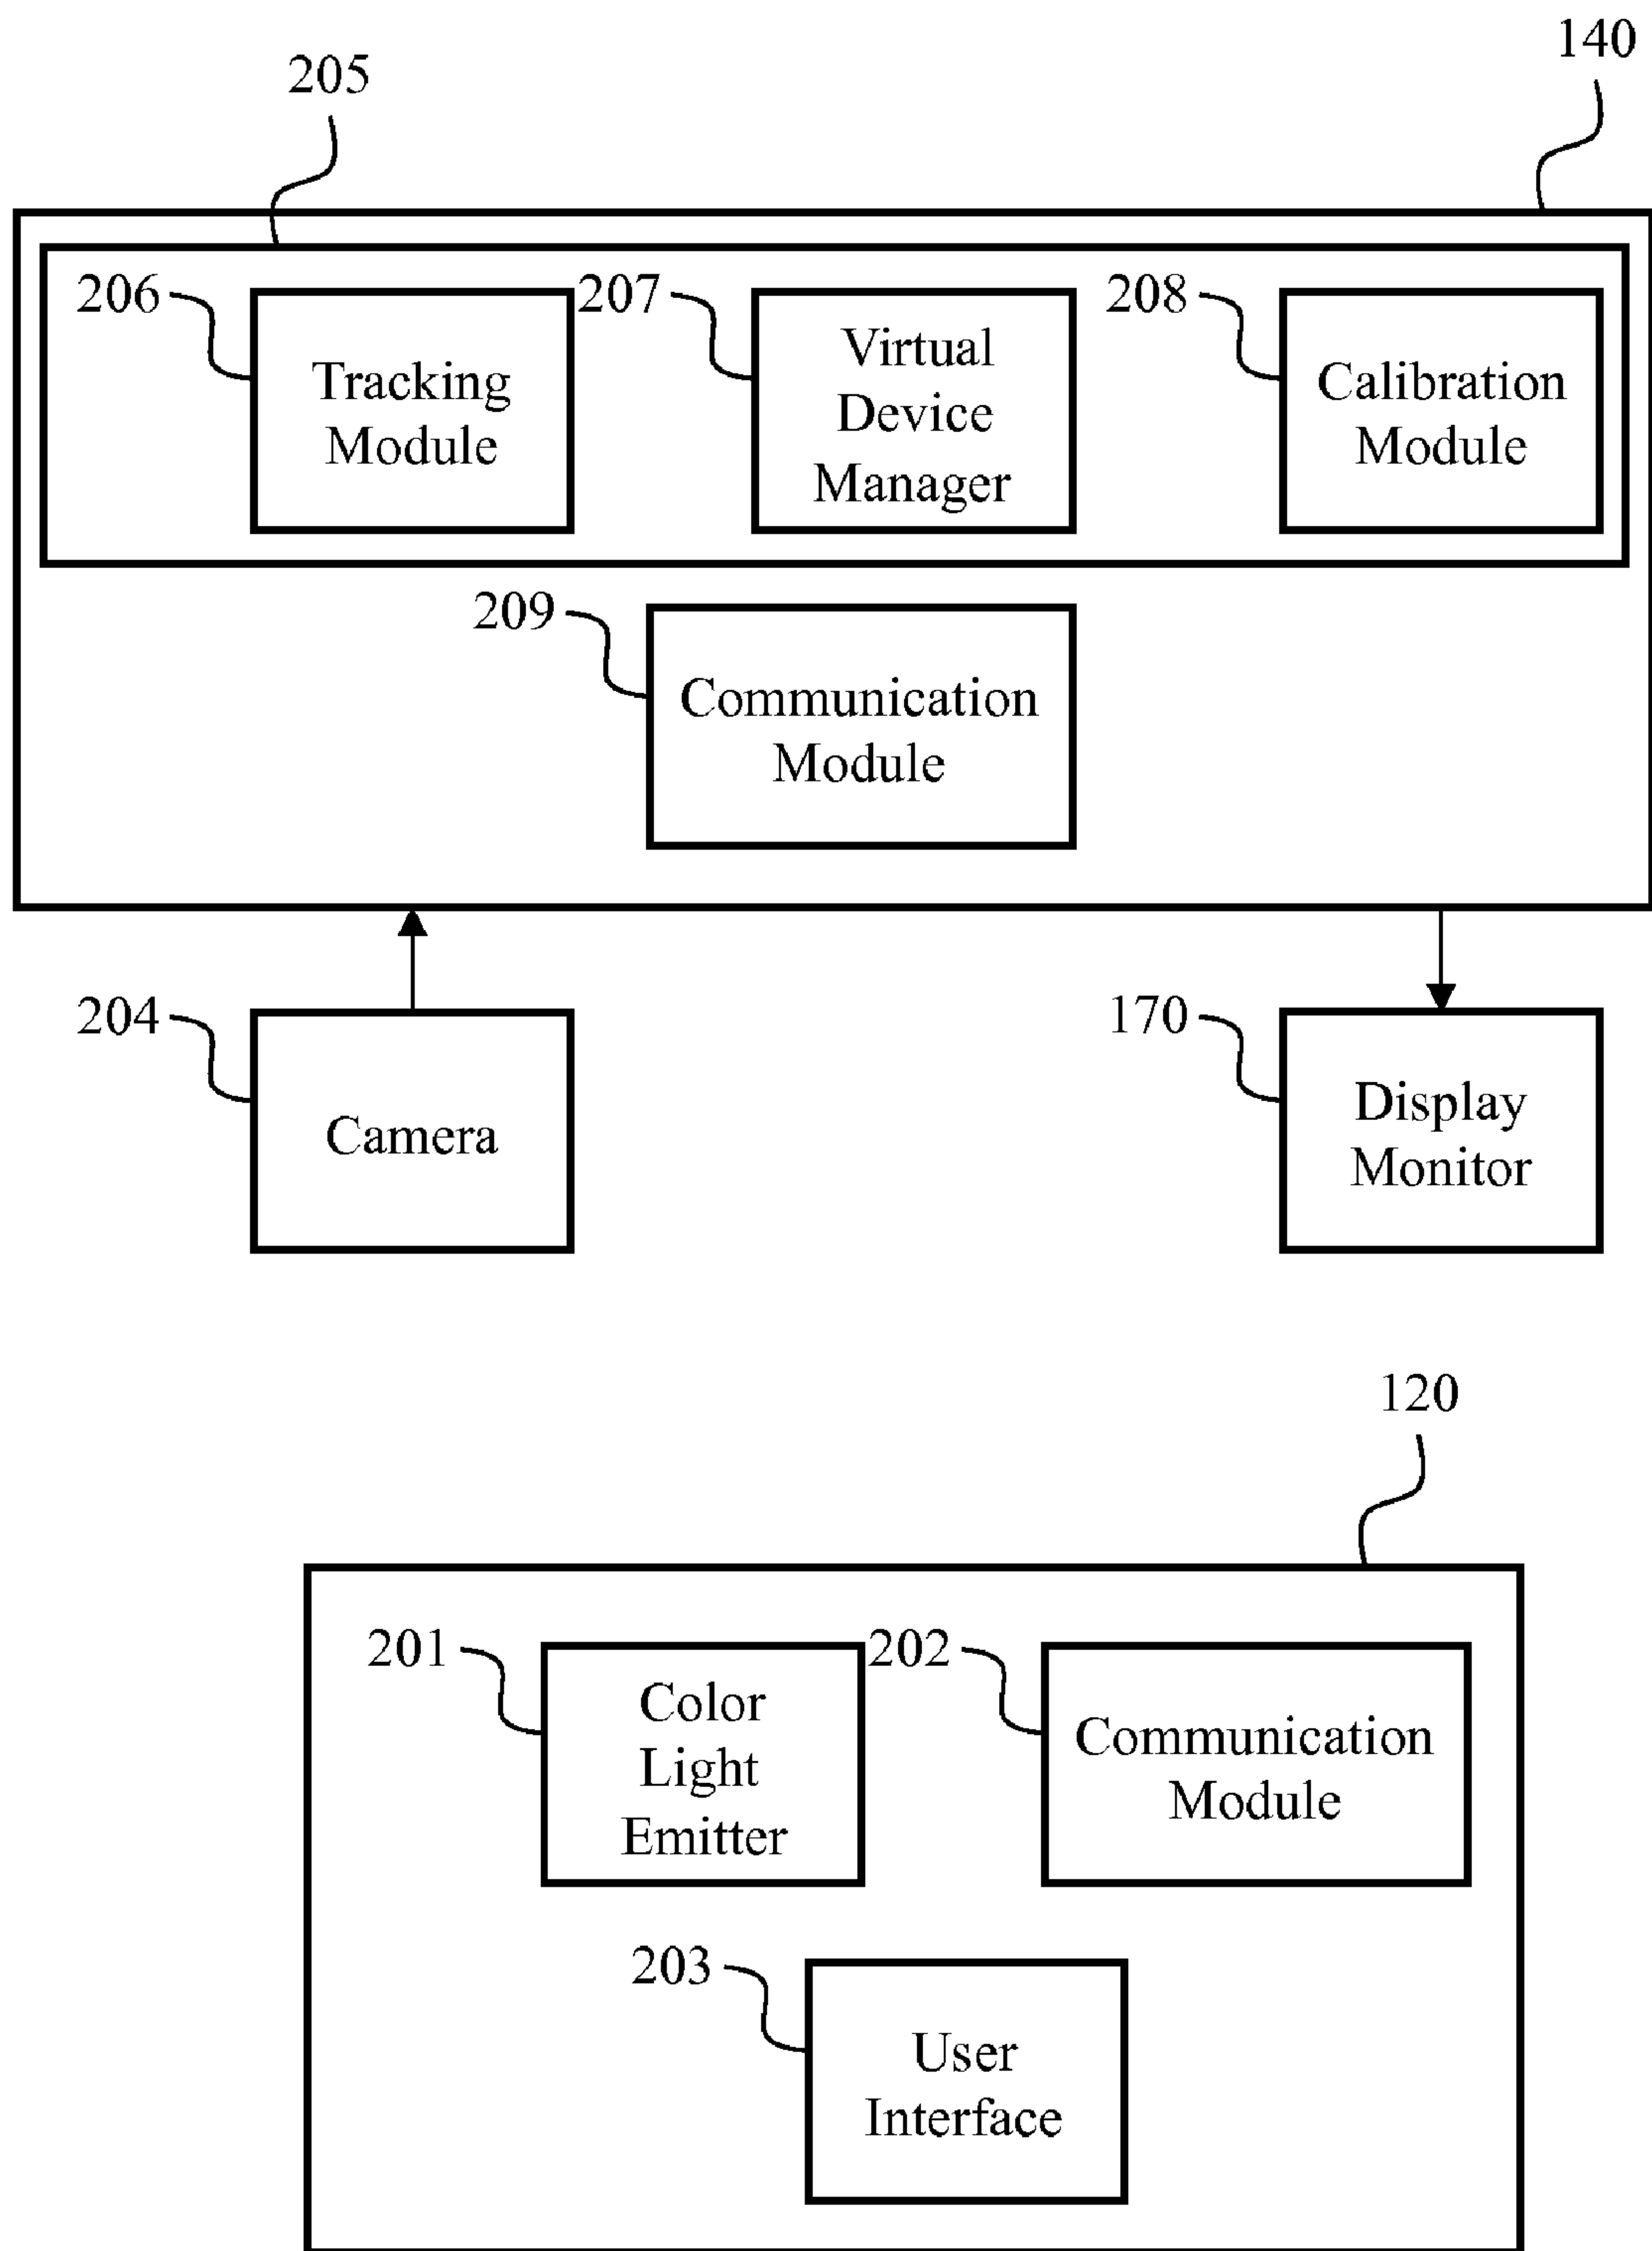 140
205
206
Tracking
Module
207
Virtual
Device
Manager
208
Calibration
Module
209
Communication
Module
204
Camera
170
Display
Monitor
120
201
Color
Light
Emitter
202
Communication
Module
203
User
Interface